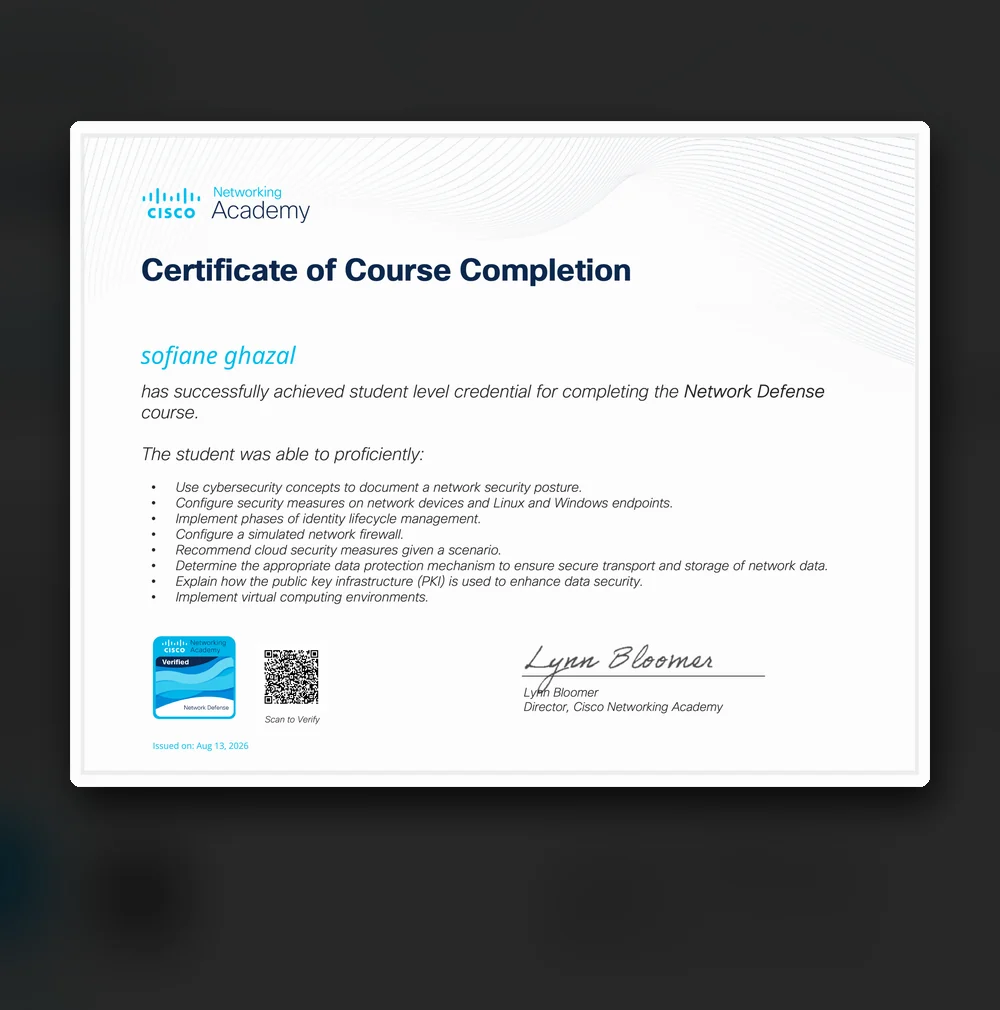 Networking
CISCO Academy
Certificate of Course Completion
sofiane ghazal
has successfully achieved student level credential for completing the Network Defense
course.
The student was able to proficiently:
• Use cybersecurity concepts to document a network security posture.
• Configure security measures on network devices and Linux and Windows endpoints.
• Implement phases of identity lifecycle management.
• Configure a simulated network firewall.
• Recommend cloud security measures given a scenario.
• Determine the appropriate data protection mechanism to ensure secure transport and storage of network data.
• Explain how the public key infrastructure (PKI) is used to enhance data security.
• Implement virtual computing environments.
Networking
CISCO Academy
Verified
Network Defense
Scan to Verify
Issued on: Aug 13, 2026
Lynn Bloomer
Lynn Bloomer
Director, Cisco Networking Academy